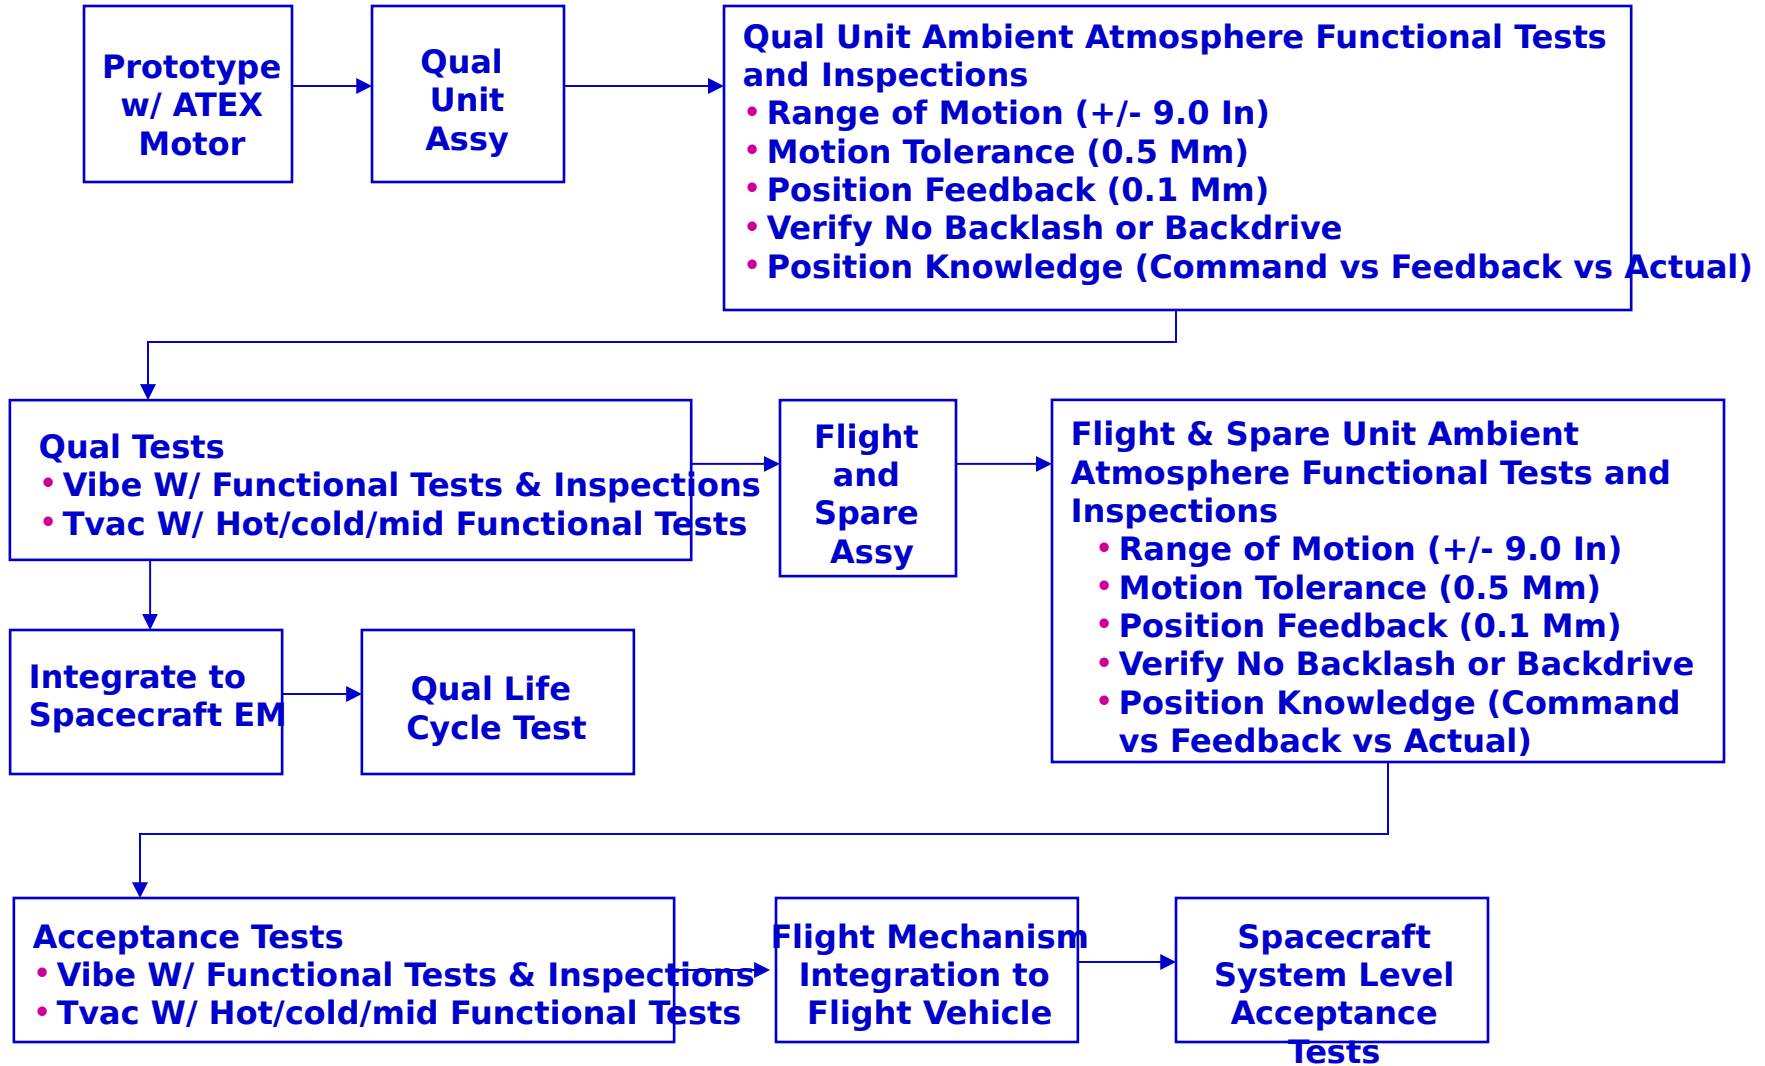 Prototype
w/ ATEX
Motor
Qual
Unit
Assy
Qual Unit Ambient Atmosphere Functional Tests
and Inspections
• Range of Motion (+/- 9.0 In)
• Motion Tolerance (0.5 Mm)
• Position Feedback (0.1 Mm)
• Verify No Backlash or Backdrive
• Position Knowledge (Command vs Feedback vs Actual)
Qual Tests
• Vibe W/ Functional Tests & Inspections
• Tvac W/ Hot/cold/mid Functional Tests
Flight
and
Spare
Assy
Flight & Spare Unit Ambient
Atmosphere Functional Tests and
Inspections
• Range of Motion (+/- 9.0 In)
• Motion Tolerance (0.5 Mm)
• Position Feedback (0.1 Mm)
• Verify No Backlash or Backdrive
• Position Knowledge (Command
vs Feedback vs Actual)
Integrate to
Spacecraft EM
Qual Life
Cycle Test
Acceptance Tests
• Vibe W/ Functional Tests & Inspections
• Tvac W/ Hot/cold/mid Functional Tests
Flight Mechanism
Integration to
Flight Vehicle
Spacecraft
System Level
Acceptance
Tests